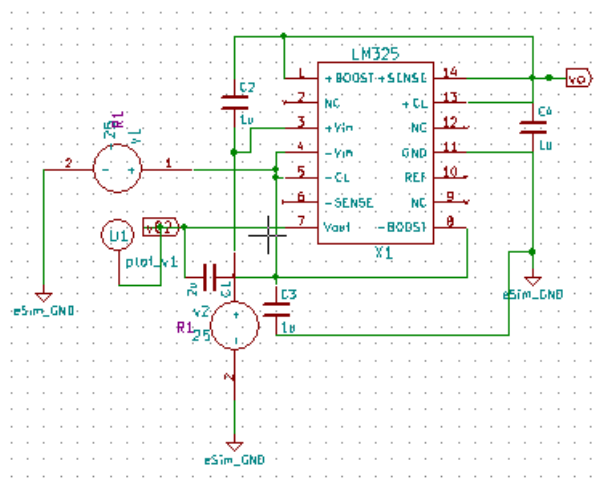 LM325
1 +BOOST +SENSE 14
2 NC +CL 13
3 +Vin NC 12
4 -Vin GND 11
5 -CL REF 10
6 -SENSE NC 9
7 Vout -BOOST 8
X1
vo
C2
1u
C4
1u
R1
25
v1
2 - + 1
U1
plot_v1
eSim_GND
2u
C1
C3
1u
v2
R1
25
+
2
eSim_GND
eSim_GND